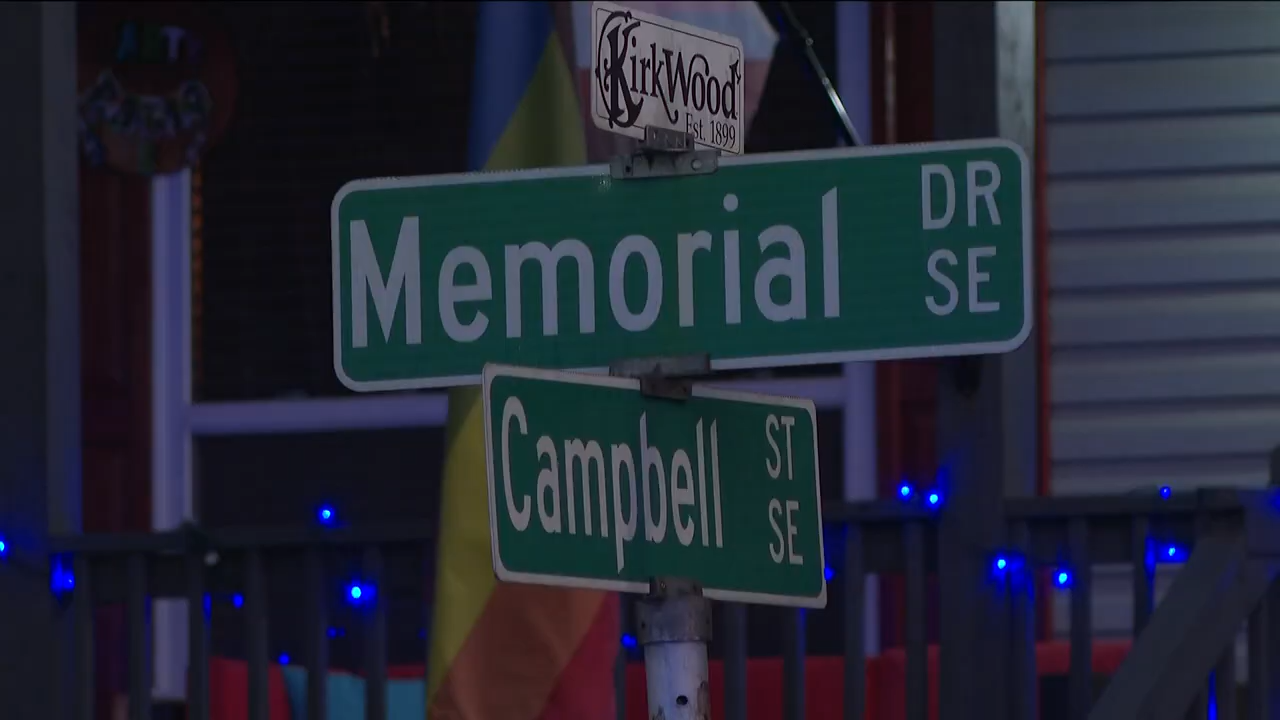 KirkWood
Est. 1899
Memorial DR
SE
Campbell ST
SE